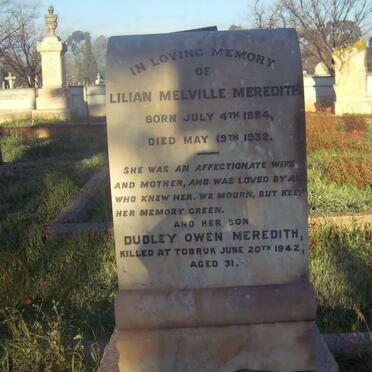 IN LOVING MEMORY
OF
LILIAN MELVILLE MEREDITH
BORN JULY 4TH 1884,
DIED MAY 19TH 1932.
SHE WAS AN AFFECTIONATE WIFE
AND MOTHER, AND WAS LOVED BY ALL
WHO KNEW HER. WE MOURN, BUT KEEP
HER MEMORY GREEN.
AND HER SON
DUDLEY OWEN MEREDITH,
KILLED AT TOBRUK JUNE 20TH 1942,
AGED 31.